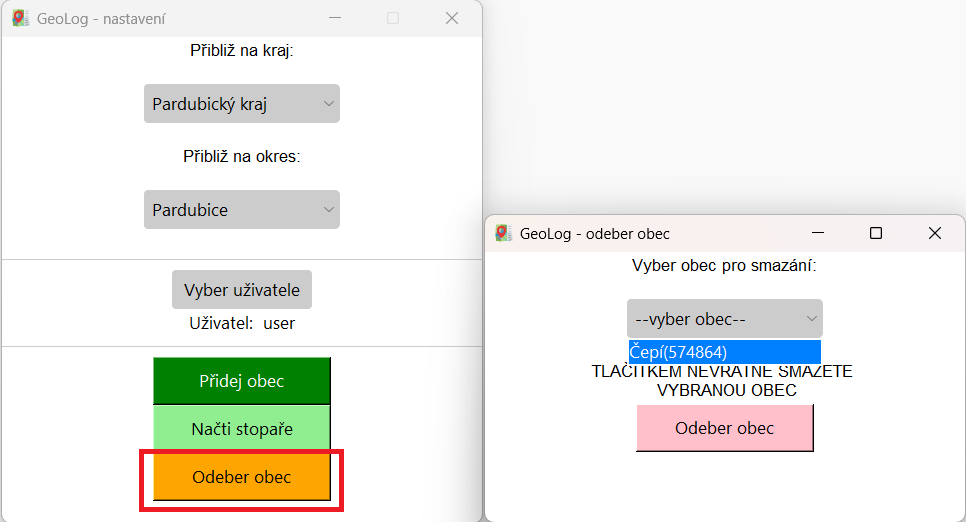 GeoLog - nastavení
Přibliž na kraj:
Pardubický kraj
Přibliž na okres:
Pardubice
Vyber uživatele
Uživatel: user
Přidej obec
Načti stopaře
Odeber obec
GeoLog - odeber obec
Vyber obec pro smazání:
--vyber obec--
Čepí(574864)
TLAČÍTKEM NEVRATNĚ SMAŽETE
VYBRANOU OBEC
Odeber obec